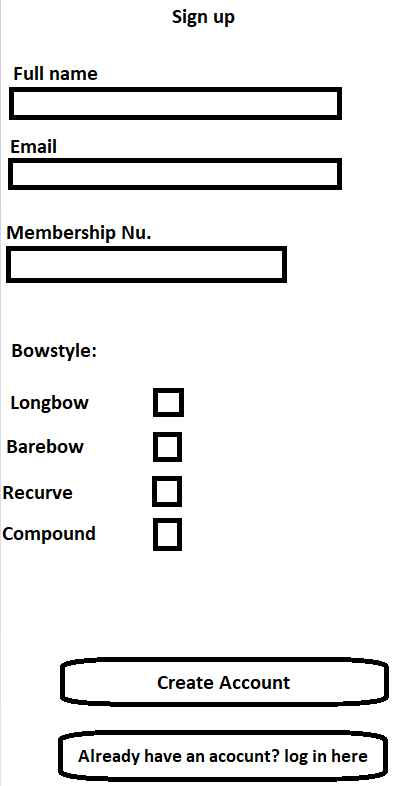 Sign up
Full name
Email
Membership Nu.
Bowstyle:
Longbow
Barebow
Recurve
Compound
Create Account
Already have an acocunt? log in here